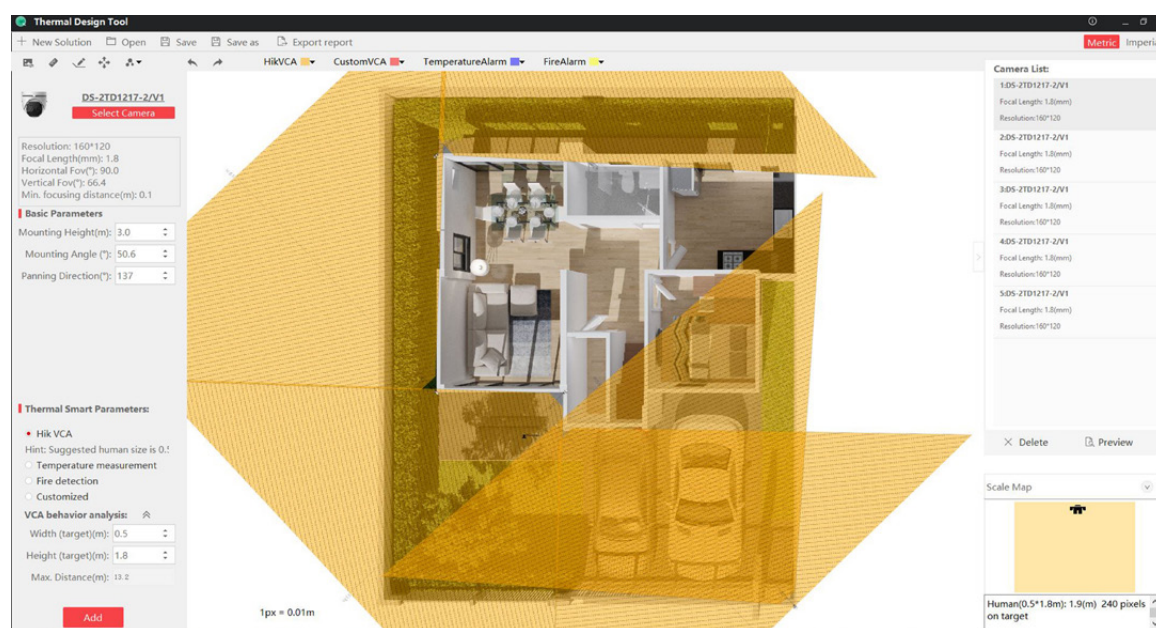 Thermal Design Tool
New Solution Open Save Save as Export report Metric Imperia
HikVCA CustomVCA TemperatureAlarm FireAlarm
DS-2TD1217-2/V1
Select Camera
Resolution: 160*120
Focal Length(mm): 1.8
Horizontal Fov(°): 90.0
Vertical Fov(°): 66.4
Min. focusing distance(m): 0.1
Basic Parameters
Mounting Height(m): 3.0
Mounting Angle (°): 50.6
Panning Direction(°): 137
Thermal Smart Parameters:
Hik VCA
Hint: Suggested human size is 0.5
Temperature measurement
Fire detection
Customized
VCA behavior analysis:
Width (target)(m): 0.5
Height (target)(m): 1.8
Max. Distance(m): 13.2
Add
1px = 0.01m
Camera List:
1:DS-2TD1217-2/V1
Focal Length: 1.8(mm)
Resolution:160*120
2:DS-2TD1217-2/V1
Focal Length: 1.8(mm)
Resolution:160*120
3:DS-2TD1217-2/V1
Focal Length: 1.8(mm)
Resolution:160*120
4:DS-2TD1217-2/V1
Focal Length: 1.8(mm)
Resolution:160*120
5:DS-2TD1217-2/V1
Focal Length: 1.8(mm)
Resolution:160*120
Delete Preview
Scale Map
Human(0.5*1.8m): 1.9(m) 240 pixels
on target